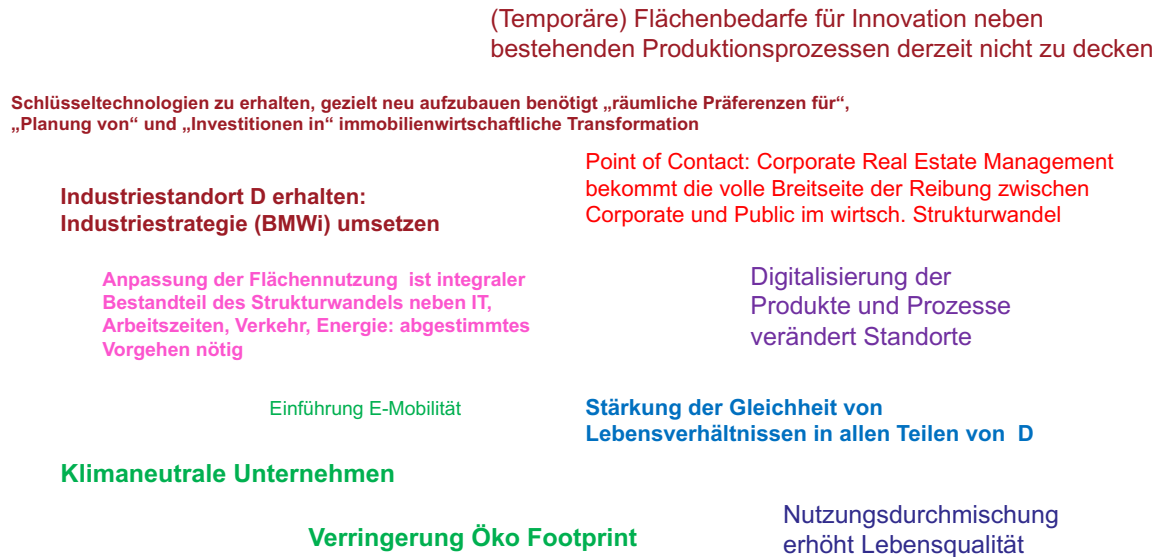 (Temporäre) Flächenbedarfe für Innovation neben
bestehenden Produktionsprozessen derzeit nicht zu decken
Schlüsseltechnologien zu erhalten, gezielt neu aufzubauen benötigt „räumliche Präferenzen für“,
„Planung von“ und „Investitionen in“ immobilienwirtschaftliche Transformation
Point of Contact: Corporate Real Estate Management
bekommt die volle Breitseite der Reibung zwischen
Corporate und Public im wirtsch. Strukturwandel
Industriestandort D erhalten:
Industriestrategie (BMWi) umsetzen
Anpassung der Flächennutzung  ist integraler
Bestandteil des Strukturwandels neben IT,
Arbeitszeiten, Verkehr, Energie: abgestimmtes
Vorgehen nötig
Digitalisierung der
Produkte und Prozesse
verändert Standorte
Einführung E-Mobilität
Stärkung der Gleichheit von
Lebensverhältnissen in allen Teilen von  D
Klimaneutrale Unternehmen
Verringerung Öko Footprint
Nutzungsdurchmischung
erhöht Lebensqualität